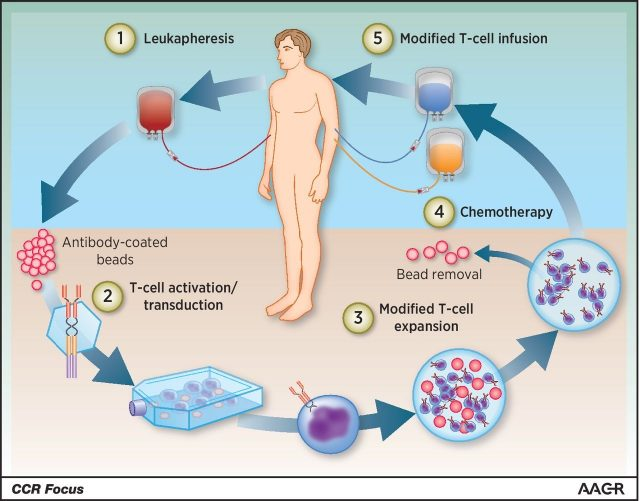 1 Leukapheresis
5 Modified T-cell infusion
4 Chemotherapy
Antibody-coated
beads
Bead removal
2 T-cell activation/
transduction
3 Modified T-cell
expansion
CCR Focus
AACR